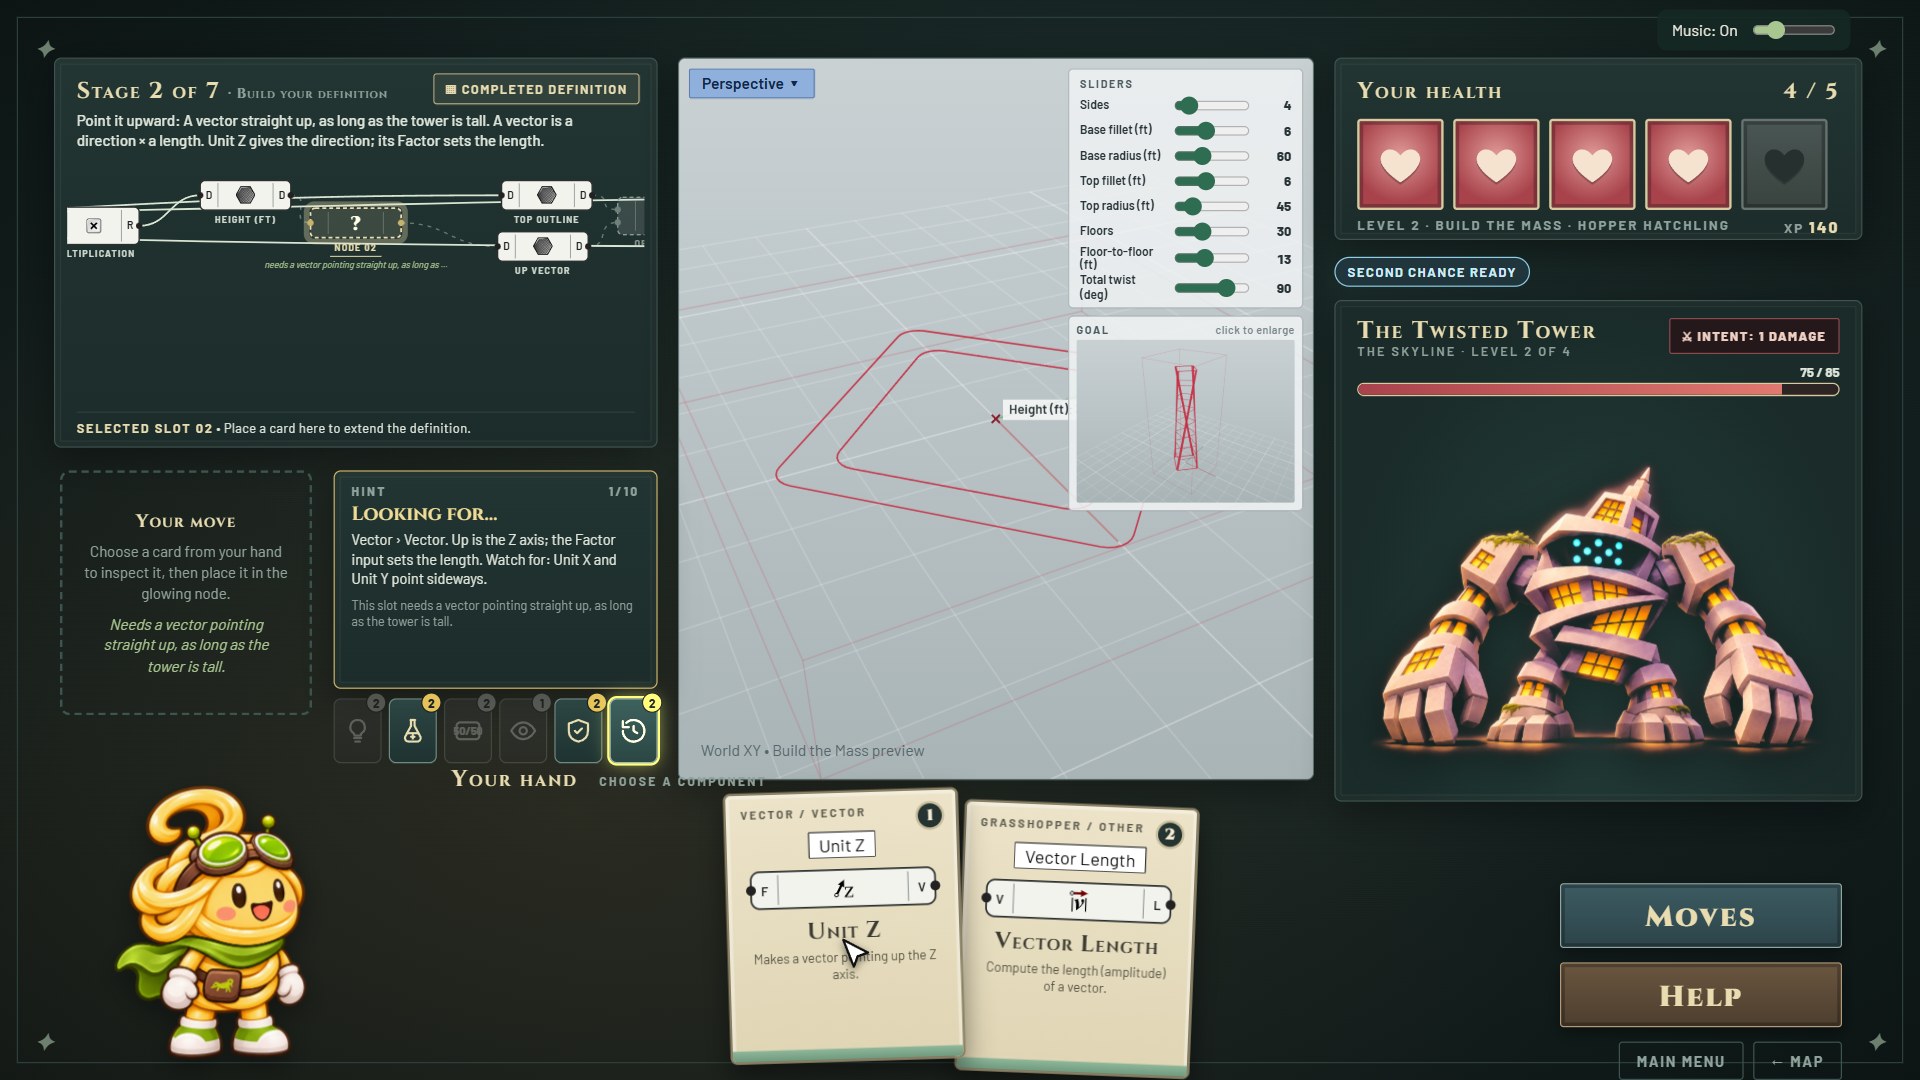 Music: On
Stage 2 of 7 · Build your definition
COMPLETED DEFINITION
Point it upward: A vector straight up, as long as the tower is tall. A vector is a
direction × a length. Unit Z gives the direction; its Factor sets the length.
R
LTIPLICATION
D
D
HEIGHT (FT)
?
NODE 02
needs a vector pointing straight up, as long as ...
D
D
TOP OUTLINE
D
D
UP VECTOR
SELECTED SLOT 02 • Place a card here to extend the definition.
Your move
Choose a card from your hand
to inspect it, then place it in the
glowing node.
Needs a vector pointing
straight up, as long as the
tower is tall.
HINT
1/10
Looking for...
Vector › Vector. Up is the Z axis; the Factor
input sets the length. Watch for: Unit X and
Unit Y point sideways.
This slot needs a vector pointing straight up, as long
as the tower is tall.
2
2
2
1
2
2
50/50
Your hand
CHOOSE A COMPONENT
Perspective ▾
SLIDERS
Sides 4
Base fillet (ft) 6
Base radius (ft) 60
Top fillet (ft) 6
Top radius (ft) 45
Floors 30
Floor-to-floor
(ft) 13
Total twist
(deg) 90
GOAL
click to enlarge
Height (ft)
World XY • Build the Mass preview
VECTOR / VECTOR
1
Unit Z
F
Z
V
Unit Z
Makes a vector pointing up the Z
axis.
GRASSHOPPER / OTHER
2
Vector Length
V
|v|
L
Vector Length
Compute the length (amplitude)
of a vector.
Your health
4 / 5
LEVEL 2 · BUILD THE MASS · HOPPER HATCHLING
XP 140
SECOND CHANCE READY
The Twisted Tower
THE SKYLINE · LEVEL 2 OF 4
INTENT: 1 DAMAGE
75 / 85
Moves
Help
MAIN MENU
← MAP